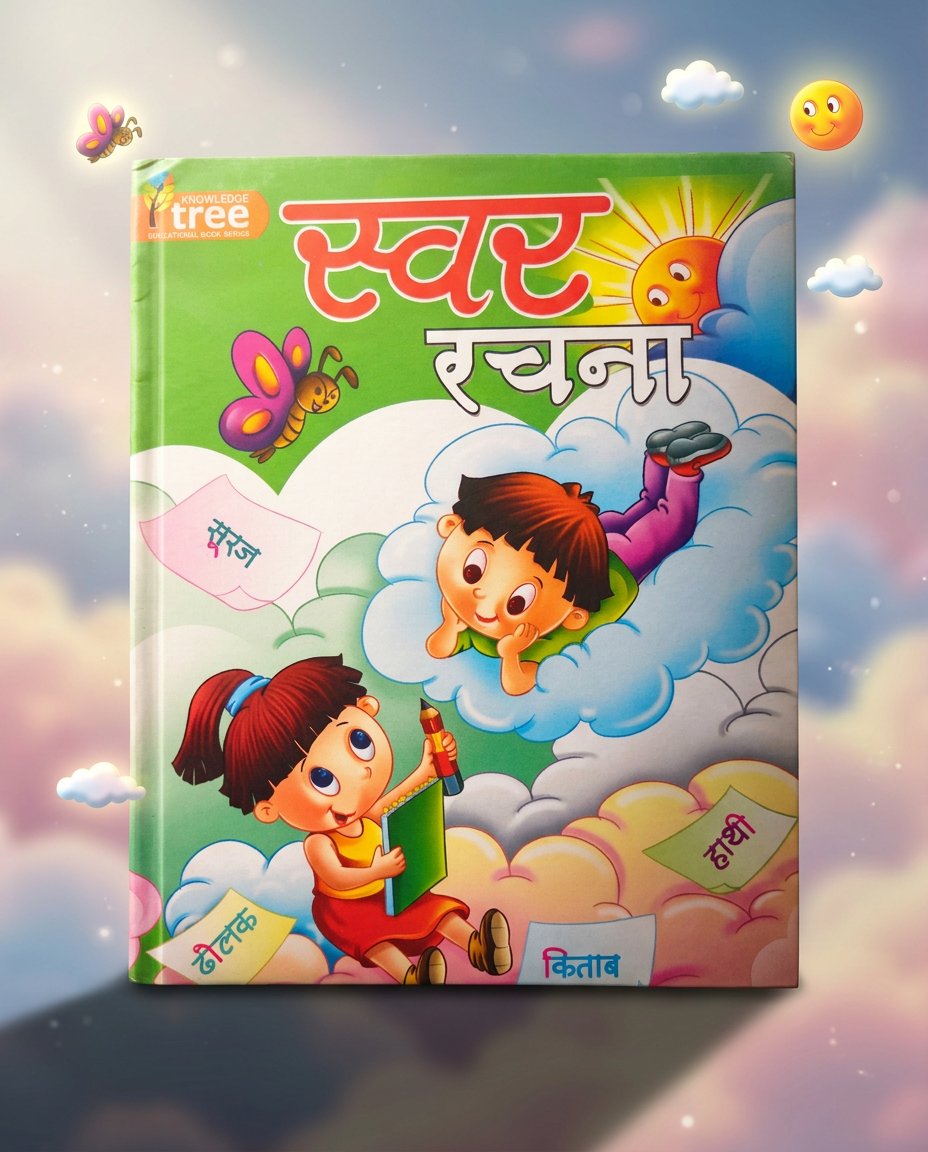 KNOWLEDGE
tree
EDUCATIONAL BOOK SERIES
स्वर
रचना
सूरज
हाथी
ढोलक
किताब